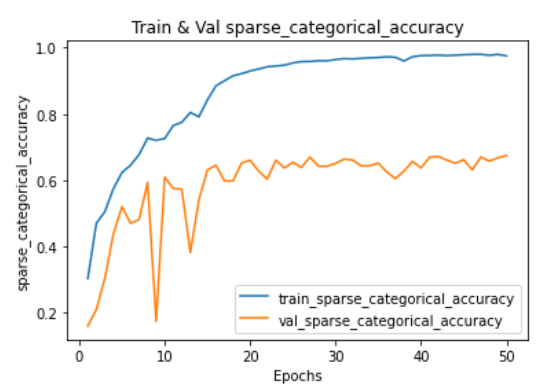 Train & Val sparse_categorical_accuracy
sparse_categorical_accuracy
1.0
0.8
0.6
0.4
0.2
train_sparse_categorical_accuracy
val_sparse_categorical_accuracy
0 10 20 30 40 50
Epochs